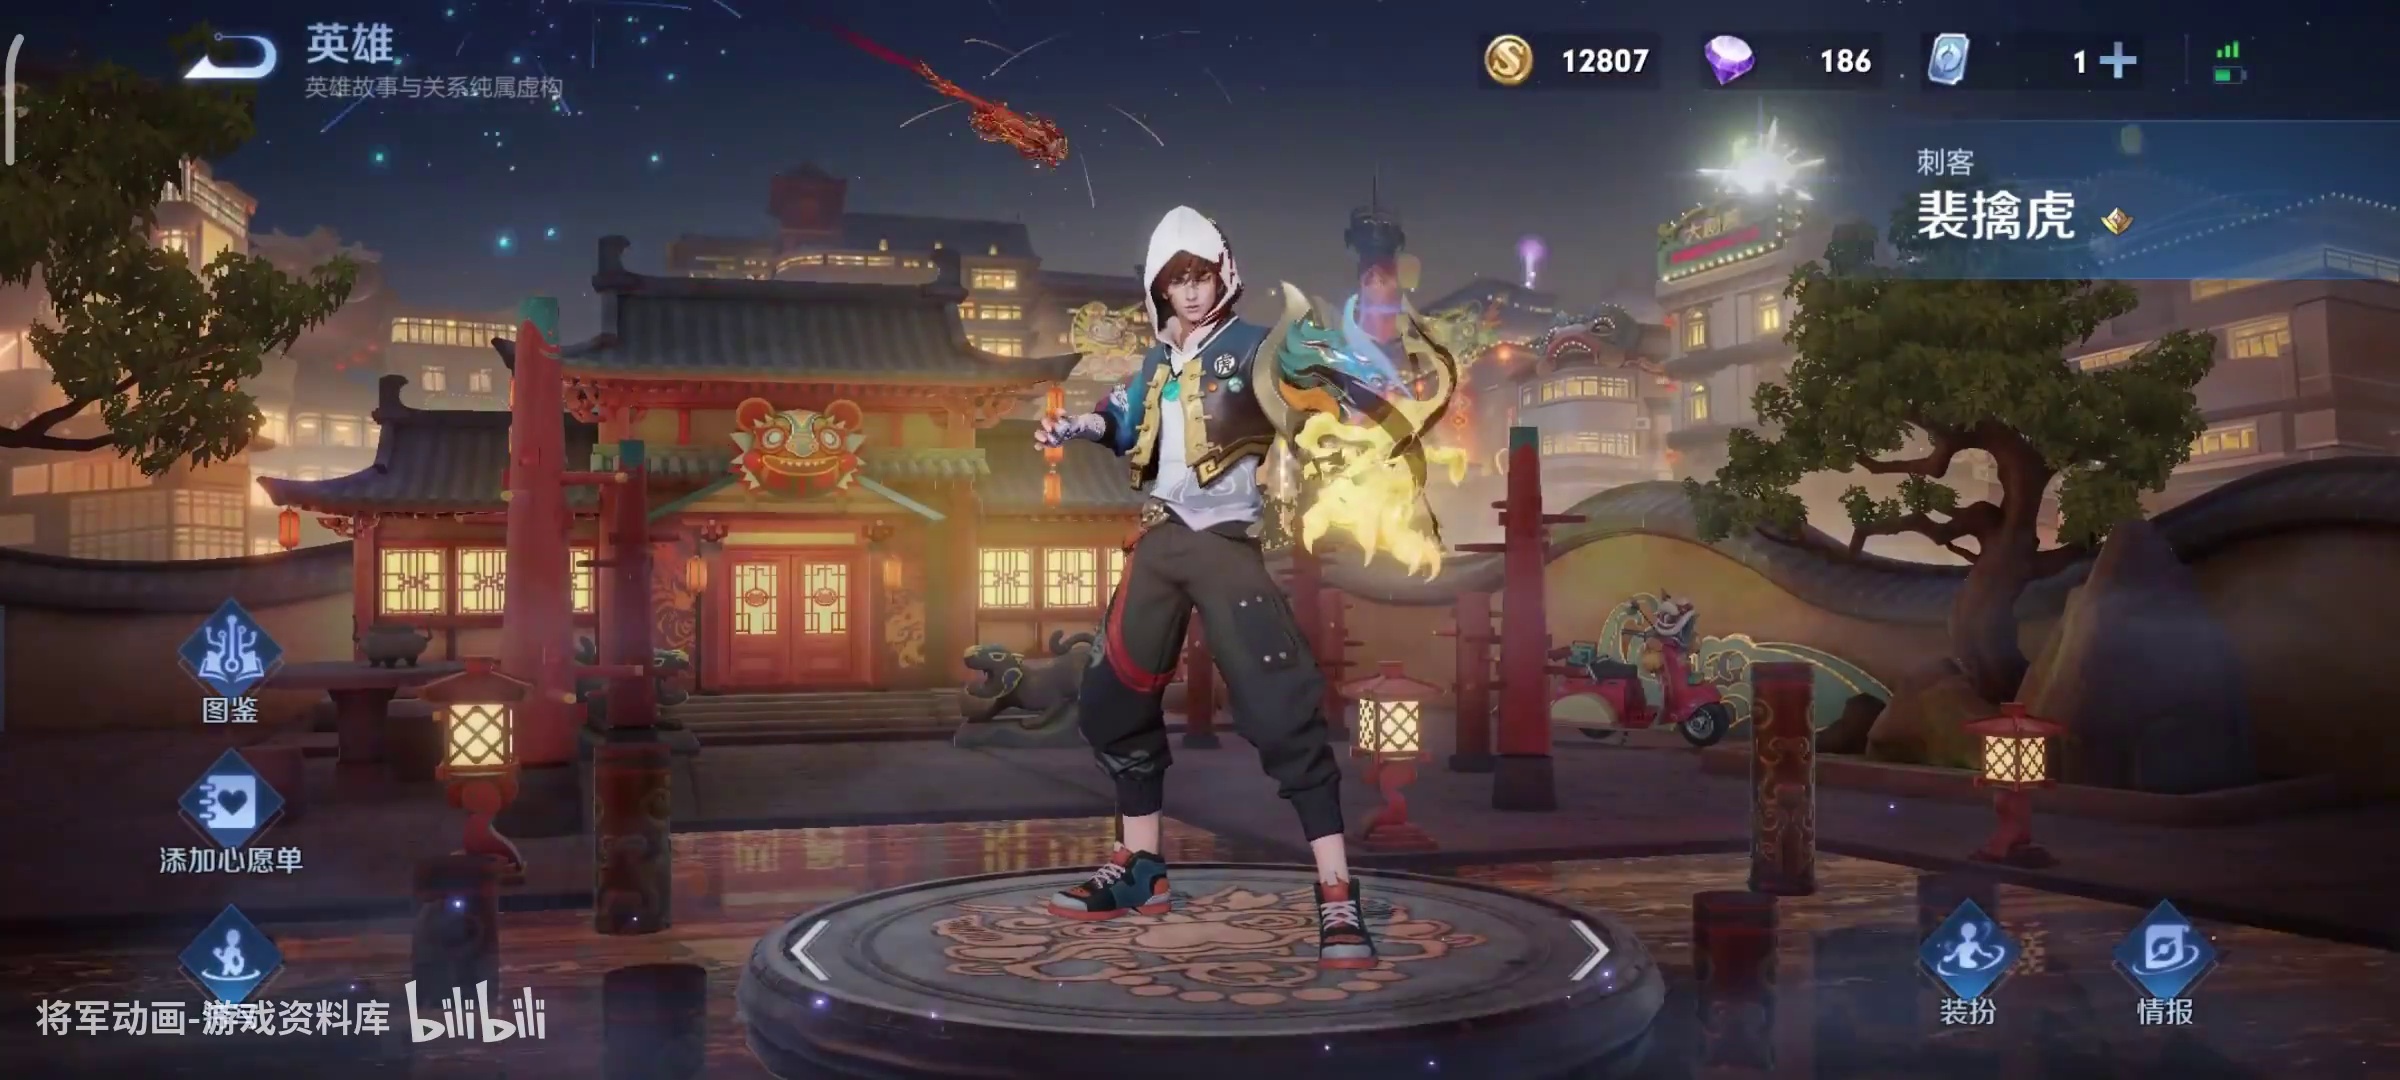 英雄
英雄故事与关系纯属虚构
12807
186
1
刺客
裴擒虎
虎
图鉴
添加心愿单
装扮
情报
将军动画-游戏资料库
bilibili